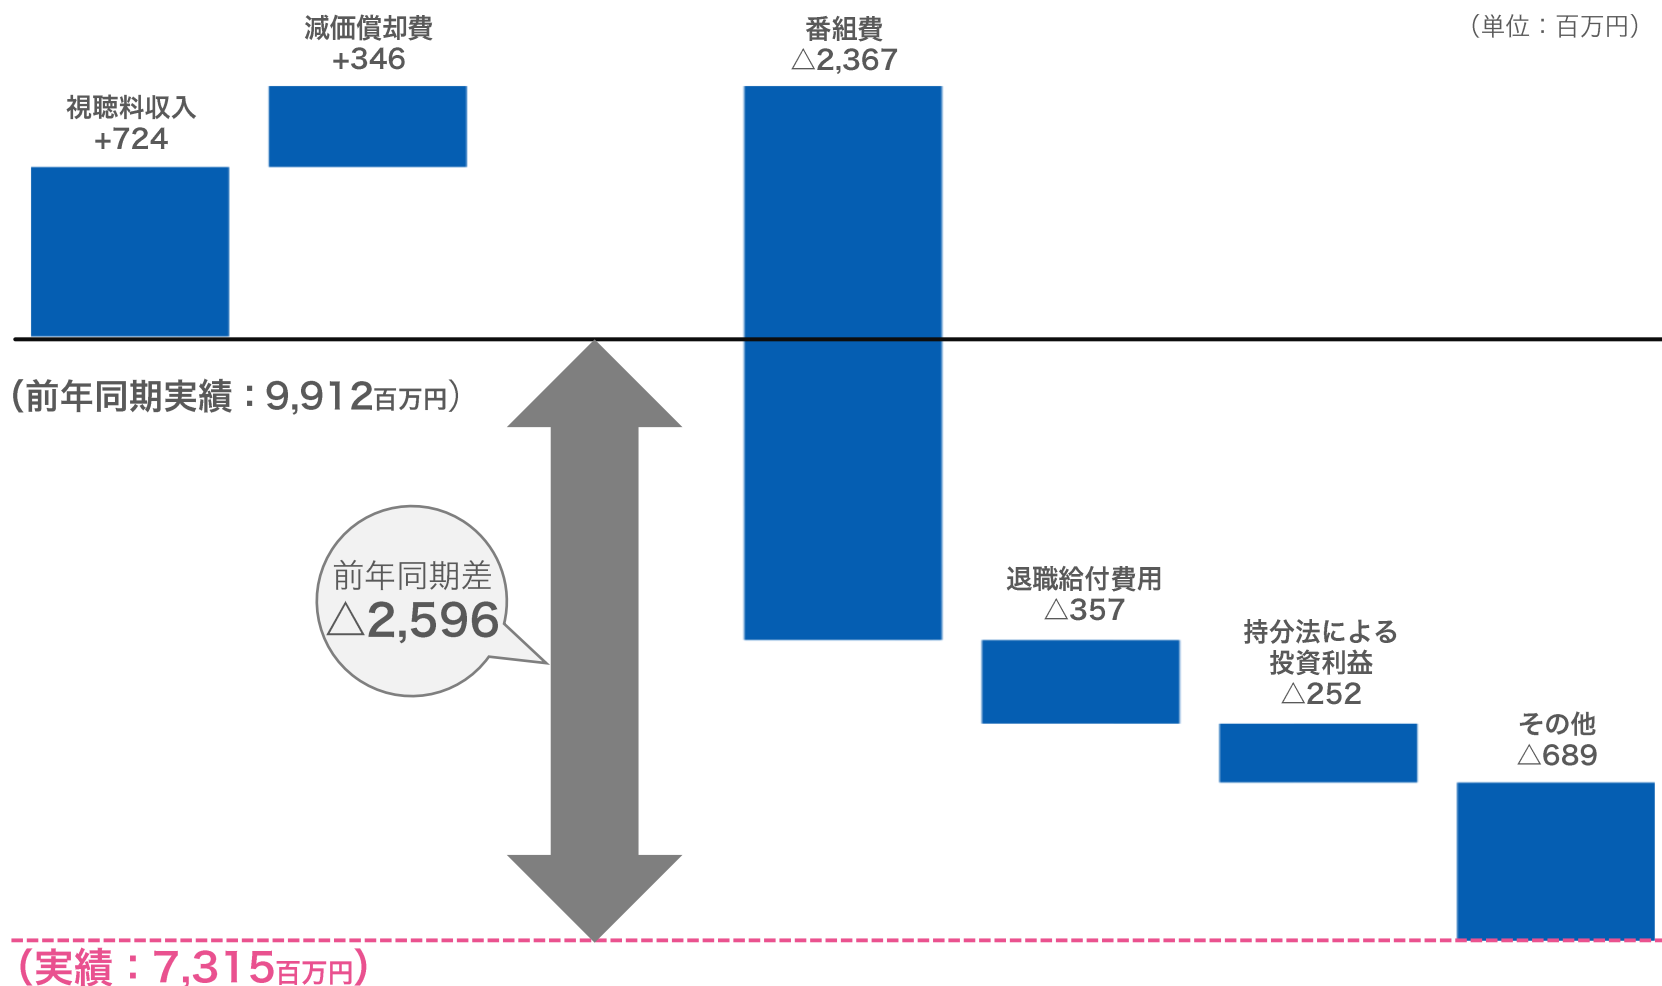 （単位：百万円）
減価償却費
+346
番組費
△2,367
視聴料収入
+724
（前年同期実績：9,912百万円）
前年同期差
△2,596
退職給付費用
△357
持分法による
投資利益
△252
その他
△689
（実績：7,315百万円）